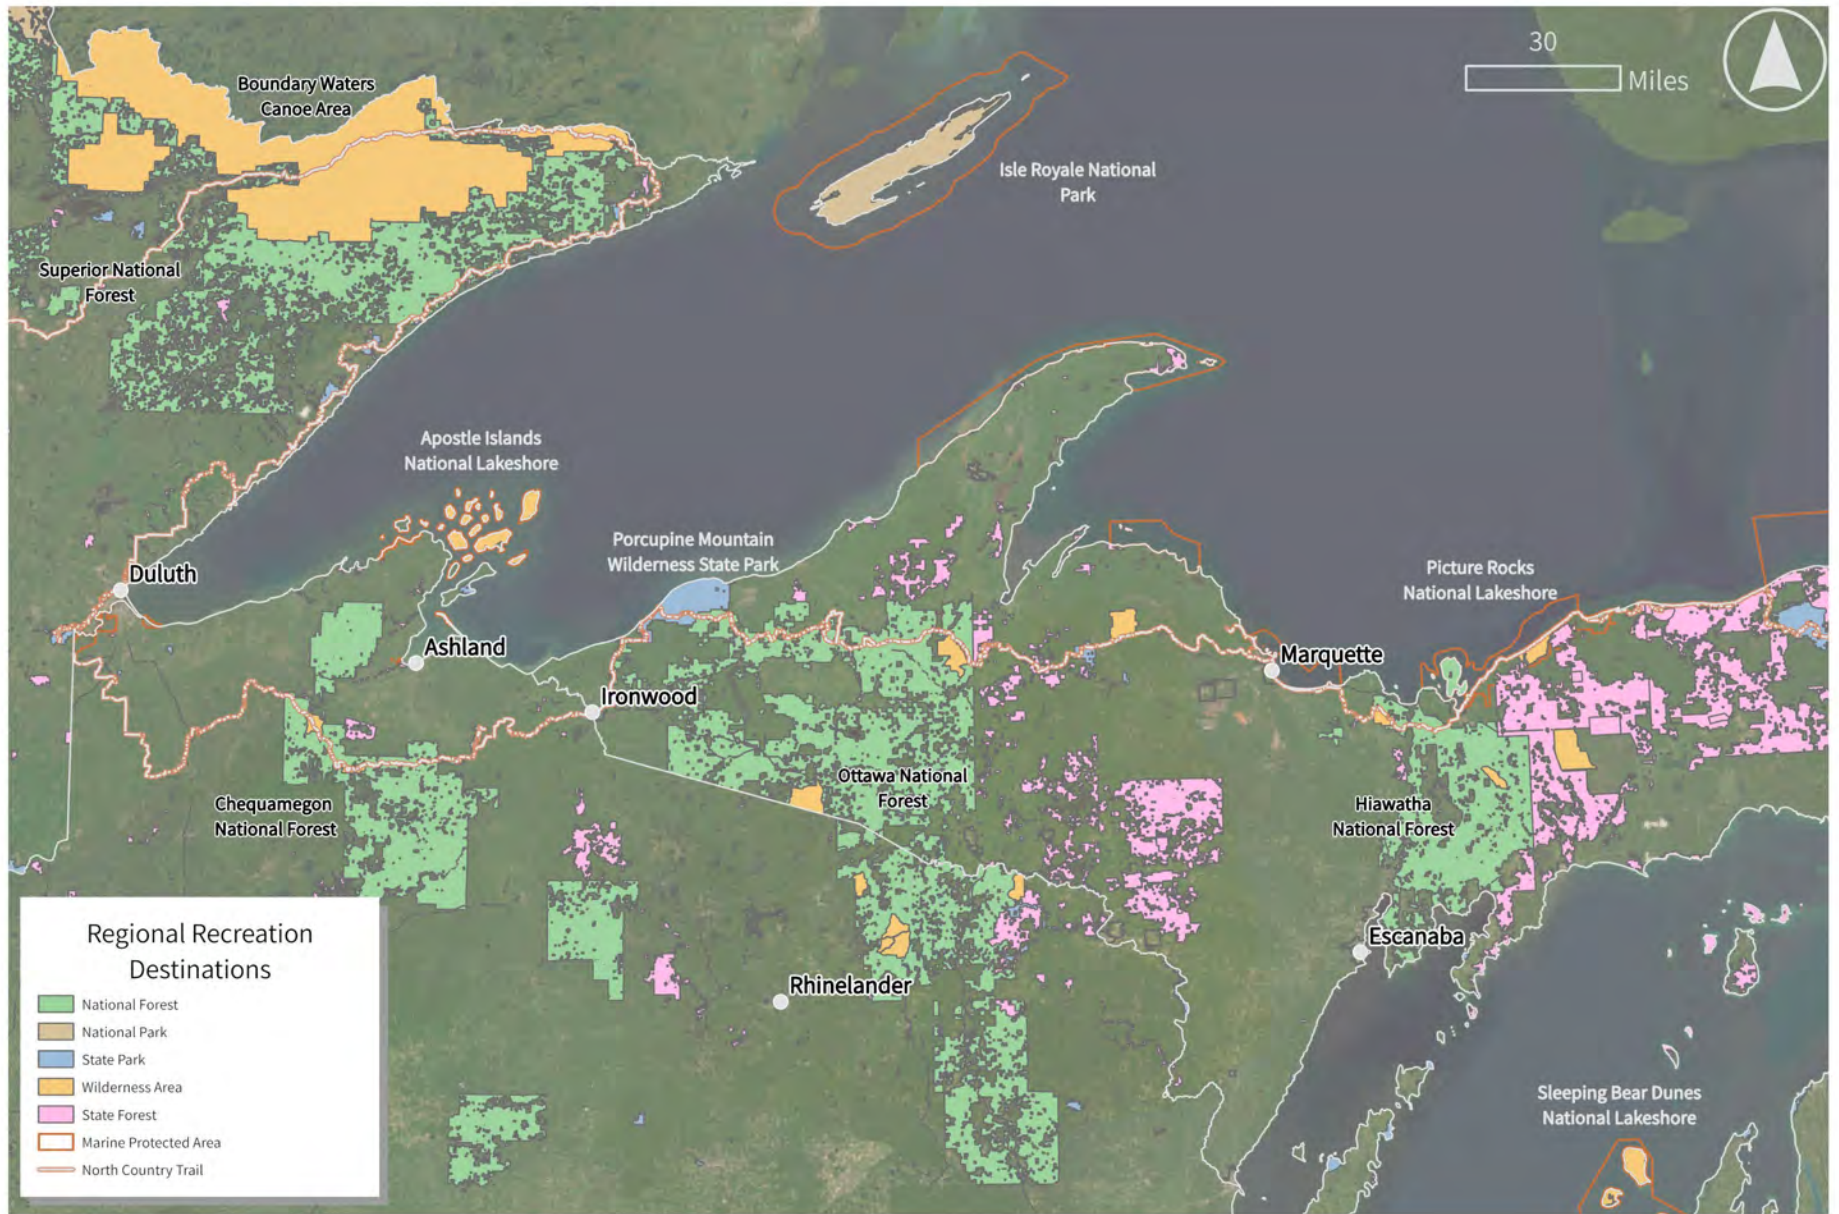 30
Miles
Boundary Waters
Canoe Area
Isle Royale National
Park
Superior National
Forest
Apostle Islands
National Lakeshore
Porcupine Mountain
Wilderness State Park
Picture Rocks
National Lakeshore
Duluth
Ashland
Marquette
Ironwood
Ottawa National
Forest
Chequamegon
National Forest
Hiawatha
National Forest
Escanaba
Rhinelander
Sleeping Bear Dunes
National Lakeshore
Regional Recreation
Destinations
National Forest
National Park
State Park
Wilderness Area
State Forest
Marine Protected Area
North Country Trail